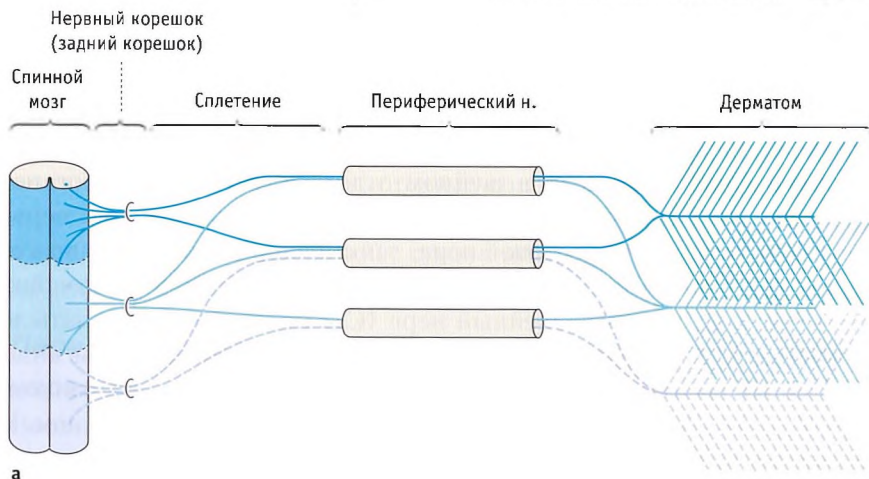 Нервный корешок
(задний корешок)
Спинной
мозг
Сплетение
Периферический н.
Дерматом
а